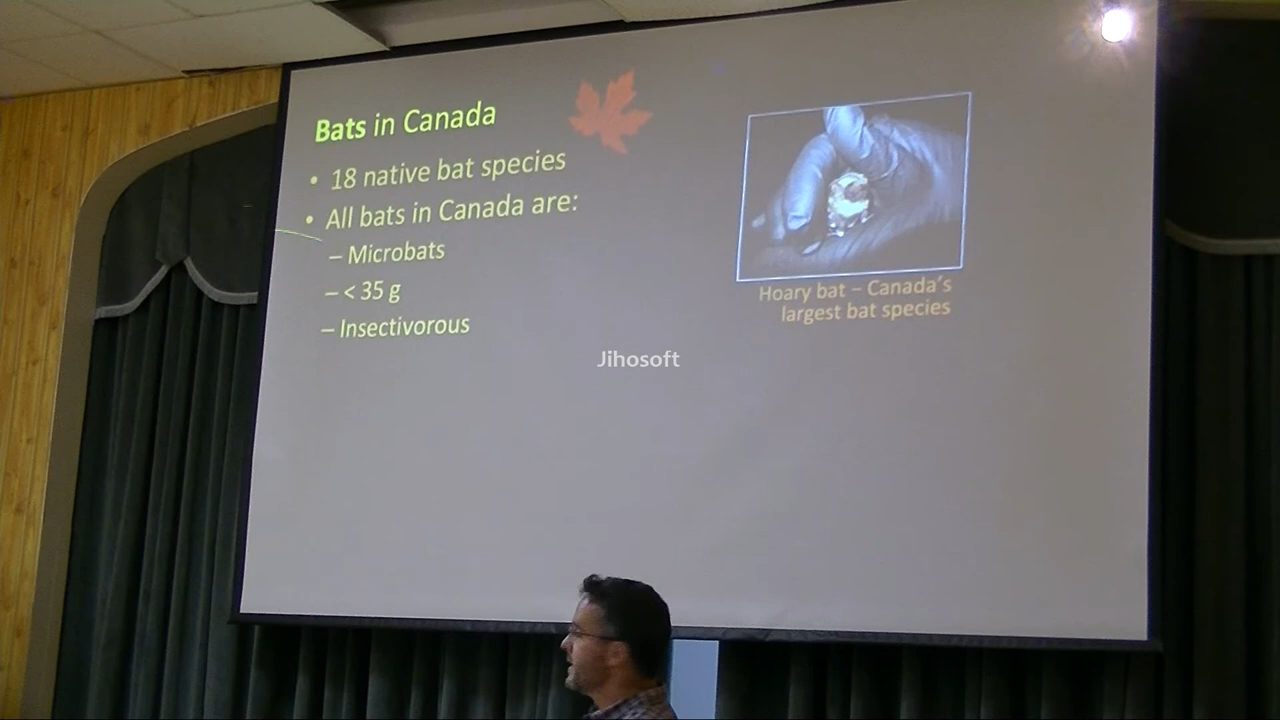 Bats in Canada
• 18 native bat species
• All bats in Canada are:
– Microbats
– < 35 g
– Insectivorous
Hoary bat – Canada's
largest bat species
Jihosoft